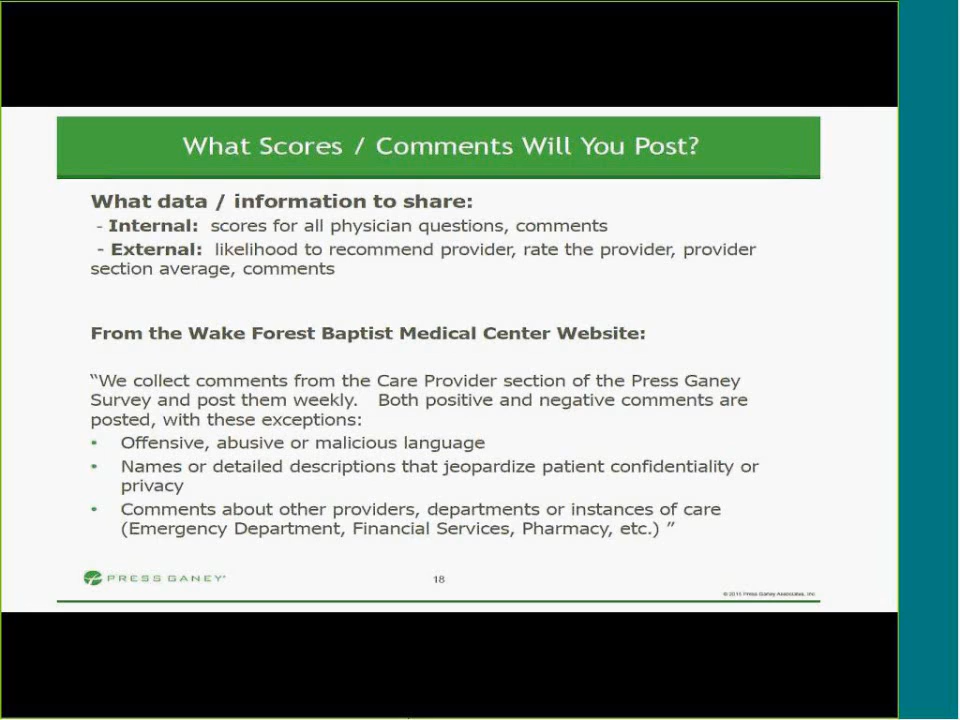 What Scores / Comments Will You Post?
What data / information to share:
- Internal: scores for all physician questions, comments
- External: likelihood to recommend provider, rate the provider, provider
section average, comments
From the Wake Forest Baptist Medical Center Website:
“We collect comments from the Care Provider section of the Press Ganey
Survey and post them weekly. Both positive and negative comments are
posted, with these exceptions:
• Offensive, abusive or malicious language
• Names or detailed descriptions that jeopardize patient confidentiality or
privacy
• Comments about other providers, departments or instances of care
(Emergency Department, Financial Services, Pharmacy, etc.) ”
PRESS GANEY®
18
Press Ganey Associates, Inc